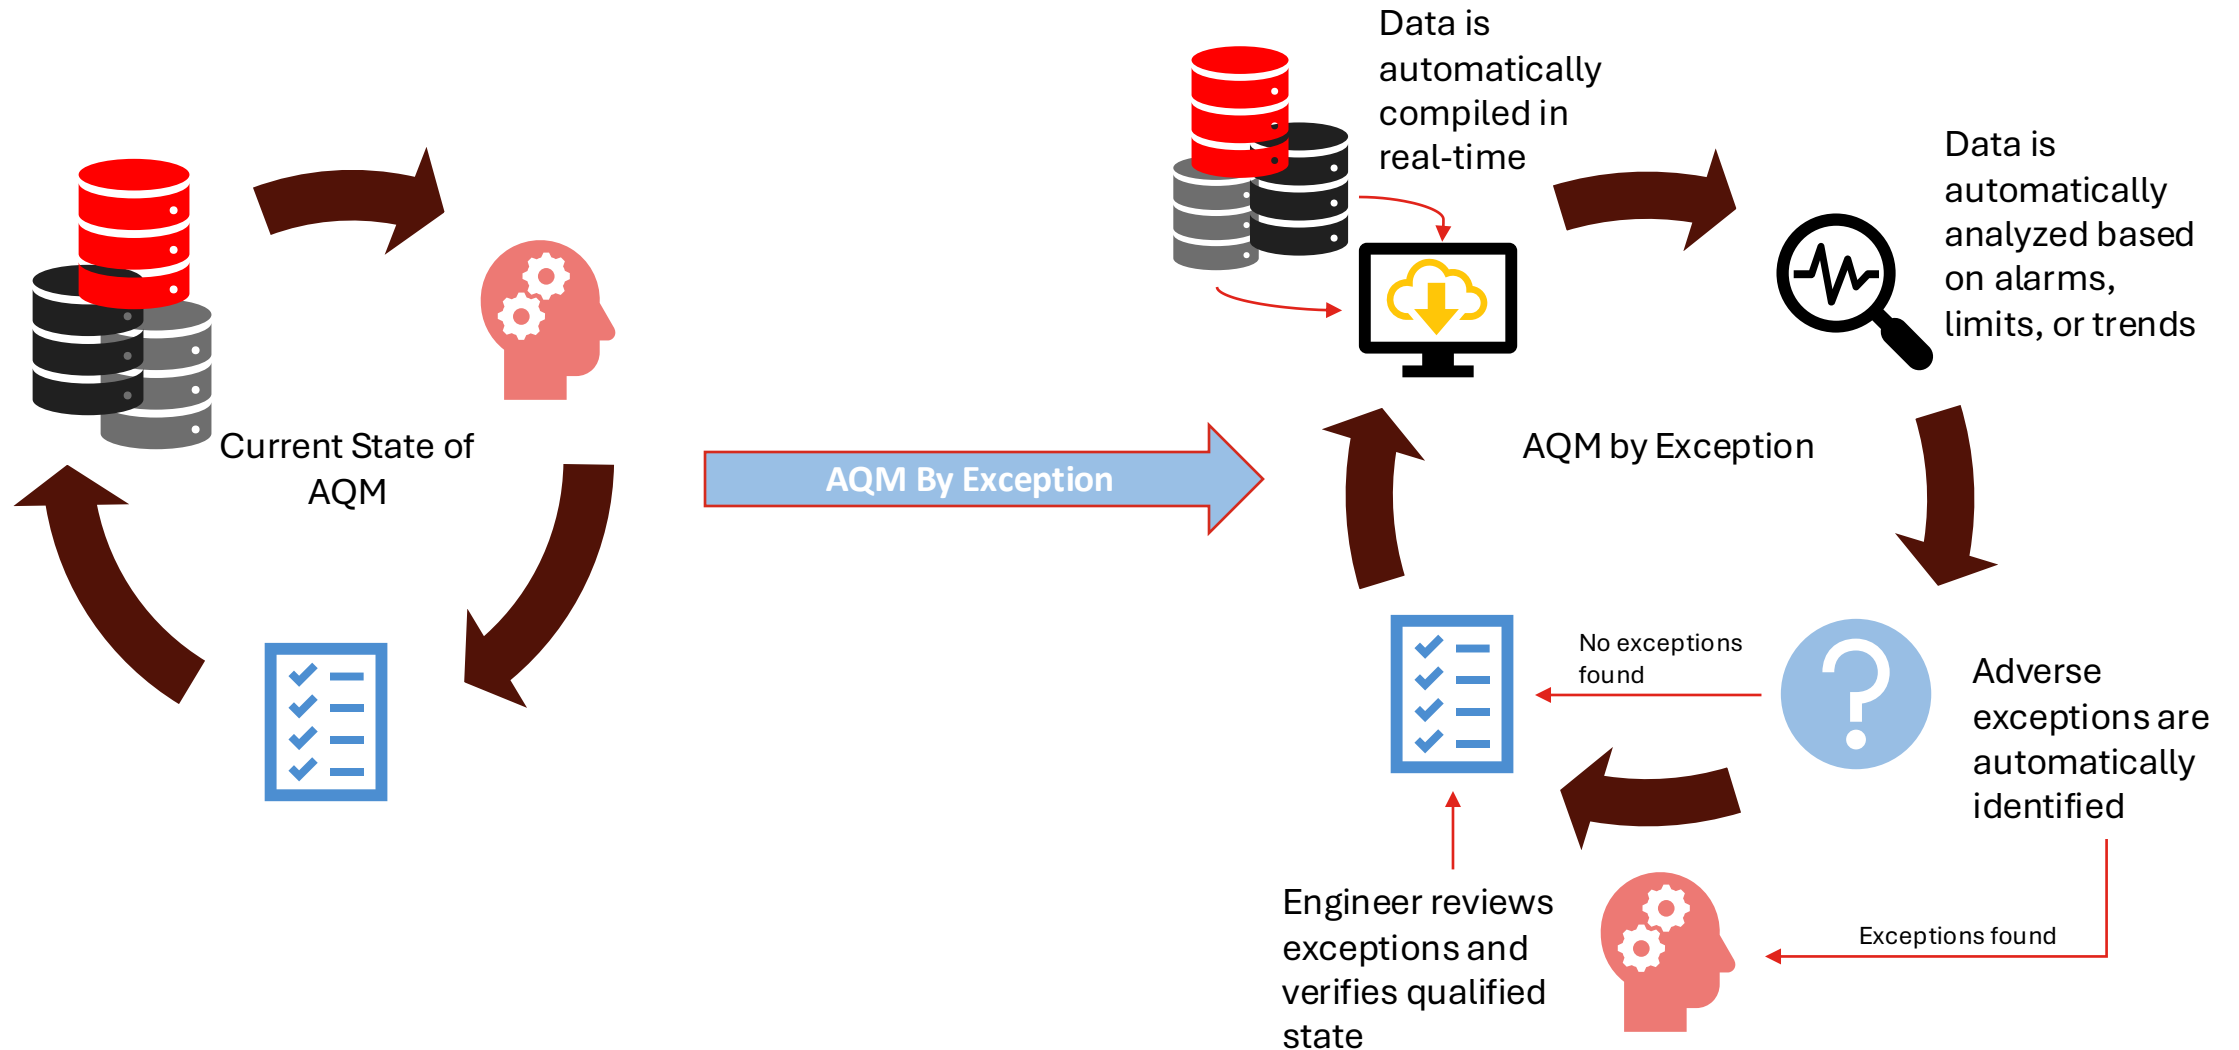 Current State of
AQM
AQM By Exception
Data is
automatically
compiled in
real-time
Data is
automatically
analyzed based
on alarms,
limits, or trends
AQM by Exception
No exceptions
found
Adverse
exceptions are
automatically
identified
Exceptions found
Engineer reviews
exceptions and
verifies qualified
state